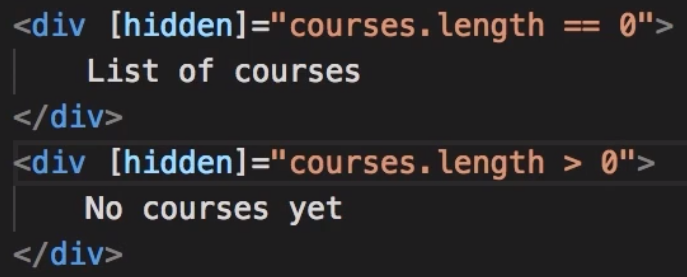 <div [hidden]="courses.length == 0">
    List of courses
</div>
<div [hidden]="courses.length > 0">
    No courses yet
</div>